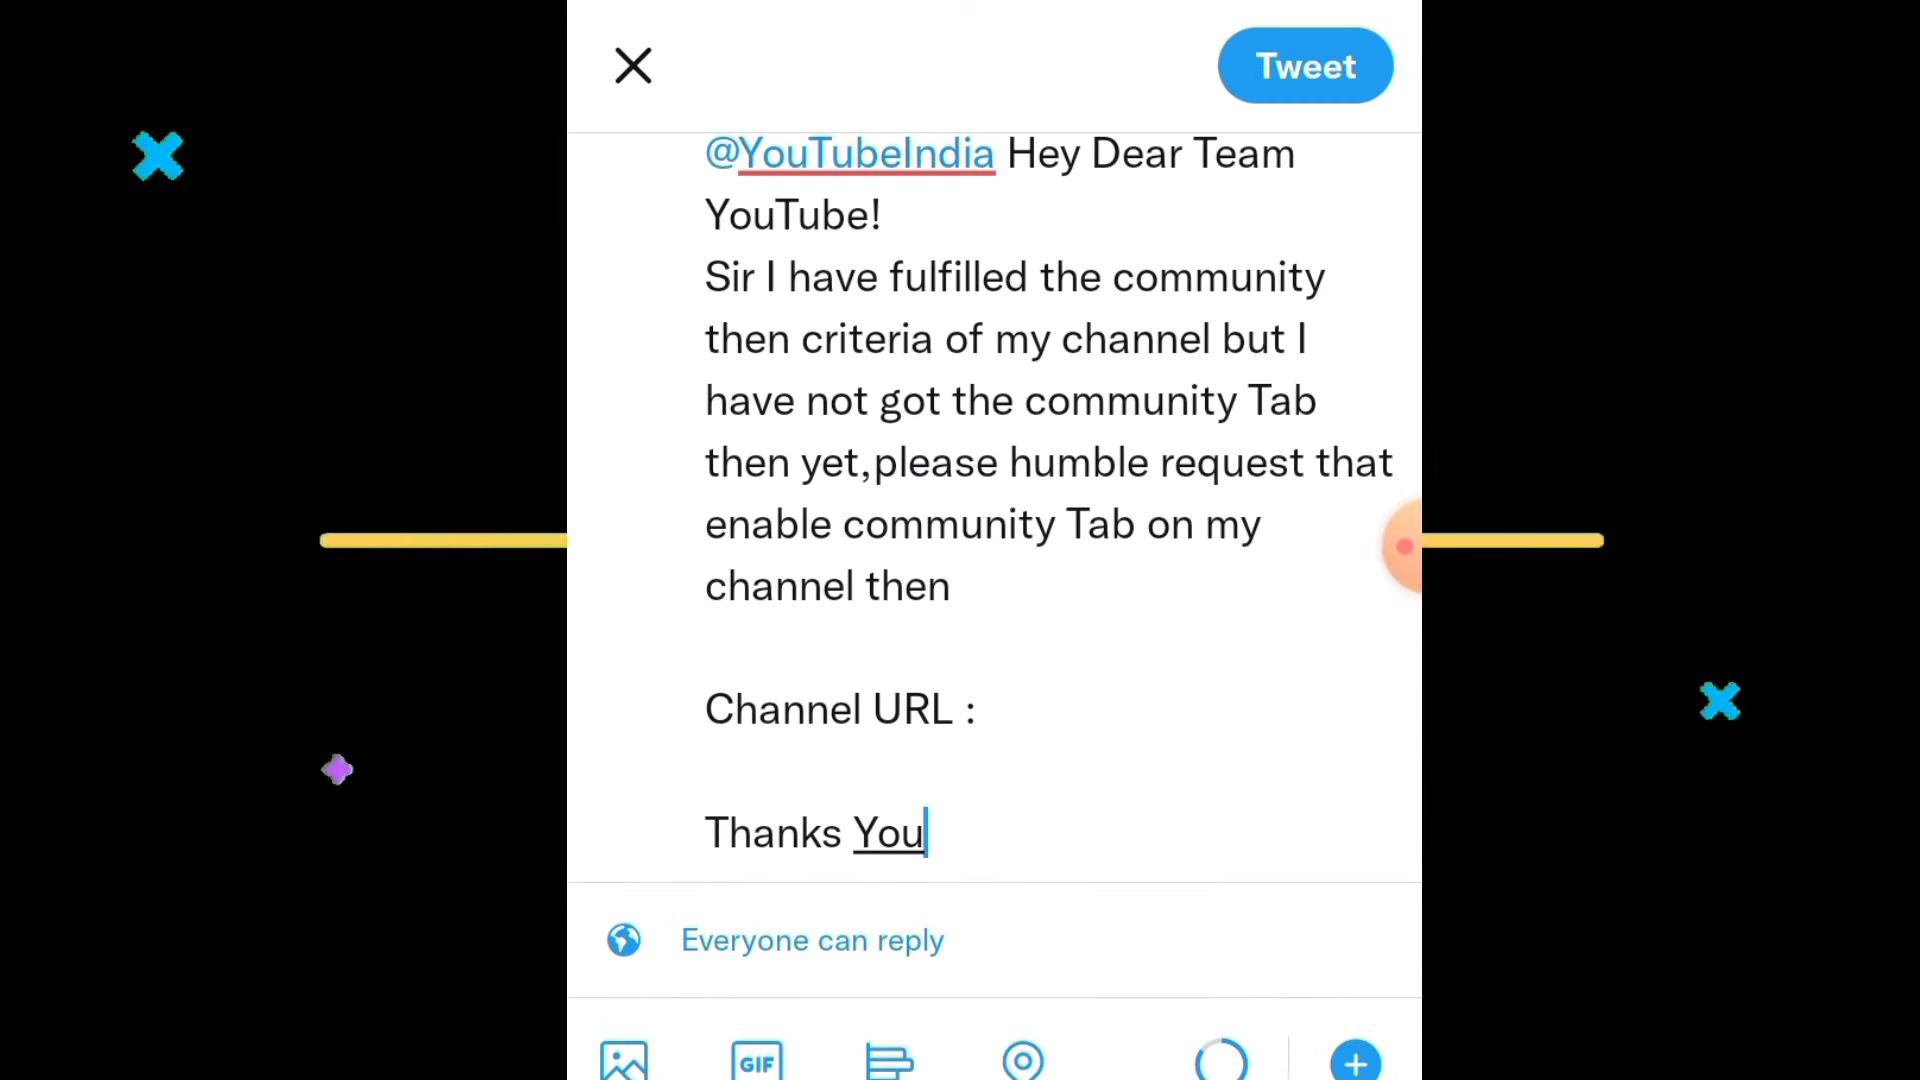 Tweet
@YouTubeIndia Hey Dear Team
YouTube!
Sir I have fulfilled the community
then criteria of my channel but I
have not got the community Tab
then yet,please humble request that
enable community Tab on my
channel then
Channel URL :
Thanks You
Everyone can reply
GIF